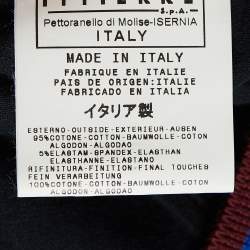 S.p.A.
Pettoranello di Molise-ISERNIA
ITALY
MADE IN ITALY
FABRIQUE EN ITALIE
PAIS DE ORIGEN:ITALIE
FABRICADO EN ITALIA
イタリア製
ESTERNO-OUTSIDE-EXTERIEUR-AUSEN
95%COTONE-COTTON-BAUMWOLLE-COTON
ALGODON-ALGODAO
5%ELASTAM-SPANDEX-ELASTHAN
ELASTHANNE-ELASTANO
RIFINITURA-FINITION-FINAL TOUCHES
FEIN VERARBEITUNG
100%COTONE-COTTON-BAUMWOLLE-COTON
ALGODON-ALGODAO